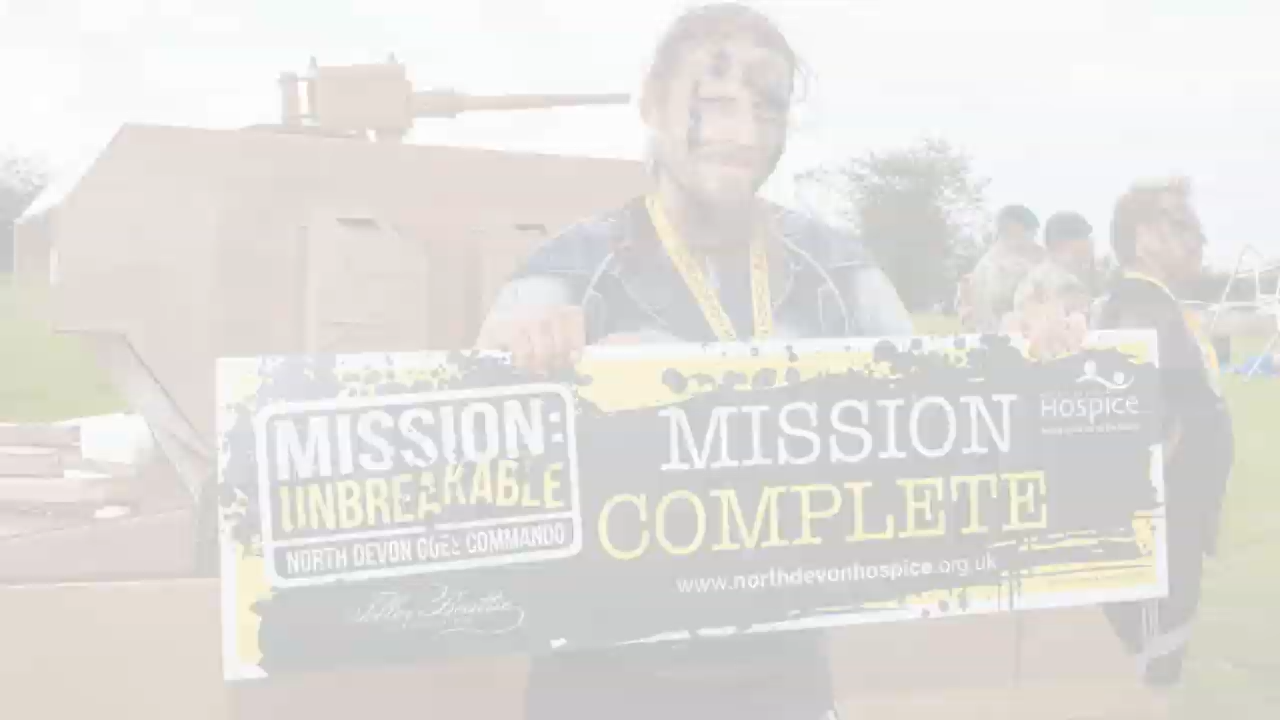 MISSION:
UNBREAKABLE
NORTH DEVON GOES COMMANDO
MISSION
COMPLETE
www.northdevonhospice.org.uk
Hospice